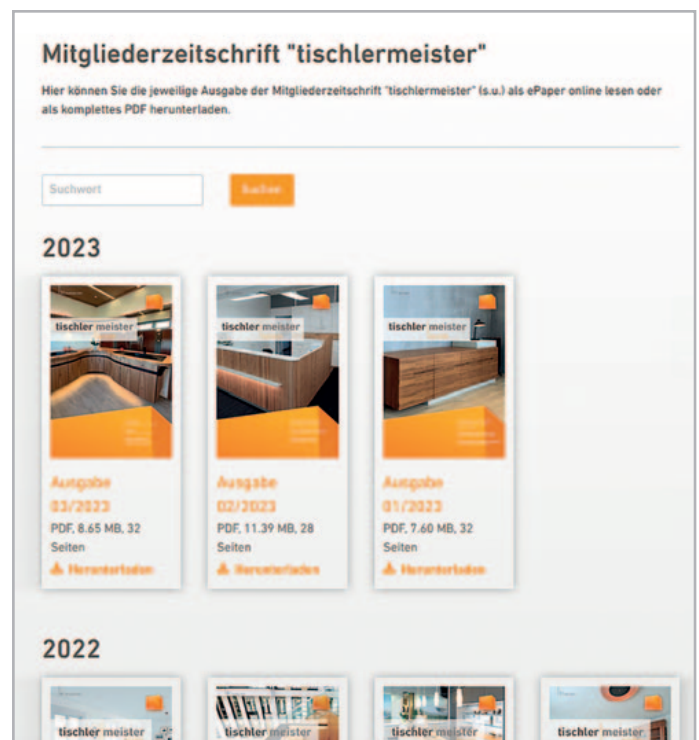 Mitgliederzeitschrift "tischlermeister"
Hier können Sie die jeweilige Ausgabe der Mitgliederzeitschrift "tischlermeister" (s.u.) als ePaper online lesen oder
als komplettes PDF herunterladen.
Suchwort
Suchen
2023
tischler meister
tischler meister
tischler meister
Ausgabe
03/2023
PDF, 8.65 MB, 32
Seiten
Herunterladen
Ausgabe
02/2023
PDF, 11.39 MB, 28
Seiten
Herunterladen
Ausgabe
01/2023
PDF, 7.60 MB, 32
Seiten
Herunterladen
2022
tischler meister
tischler meister
tischler meister
tischler meister